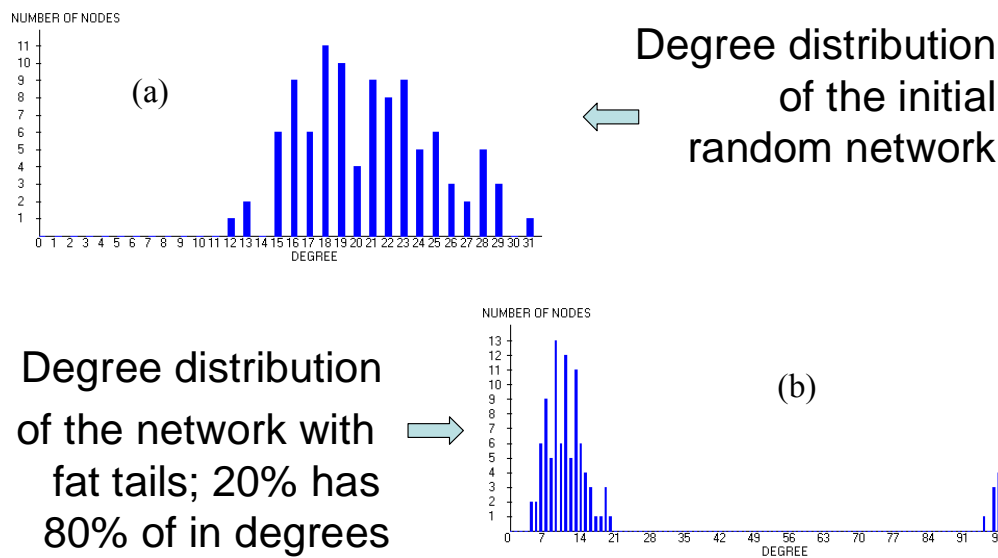 NUMBER OF NODES
11
10
9
8
7
6
5
4
3
2
1
(a)
0 1 2 3 4 5 6 7 8 9 10 11 12 13 14 15 16 17 18 19 20 21 22 23 24 25 26 27 28 29 30 31
DEGREE
Degree distribution
of the initial
random network
Degree distribution
of the network with
fat tails; 20% has
80% of in degrees
NUMBER OF NODES
13
12
11
10
9
8
7
6
5
4
3
2
1
(b)
0 7 14 21 28 35 42 49 56 63 70 77 84 91
DEGREE